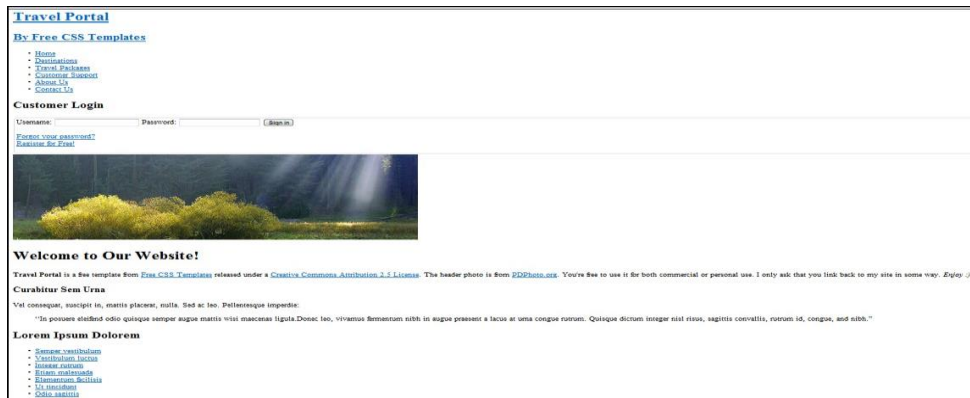 Travel Portal
By Free CSS Templates
Home
Destinations
Travel Packages
Customer Support
About Us
Contact Us
Customer Login
Username: Password: Sign in
Forgot your password?
Register for Free!
Welcome to Our Website!
Travel Portal is a free template from Free CSS Templates released under a Creative Commons Attribution 2.5 License. The header photo is from PDPhoto.org. You're free to use it for both commercial or personal use. I only ask that you link back to my site in some way. Enjoy :)
Curabitur Sem Urna
Vel consequat, suscipit in, mattis placerat, nulla. Sed ac leo. Pellentesque imperdie:
“In posuere eleifend odio quisque semper augue mattis wisi maecenas ligula.Donec leo, vivamus fermentum nibh in augue praesent a lacus at urna congue rutrum. Quisque dictum integer nisl risus, sagittis convallis, rutrum id, congue, and nibh.”
Lorem Ipsum Dolorem
Semper vestibulum
Vestibulum luctus
Integer rutrum
Etiam malesuada
Elementum facilisis
Ut tincidunt
Odio sagittis